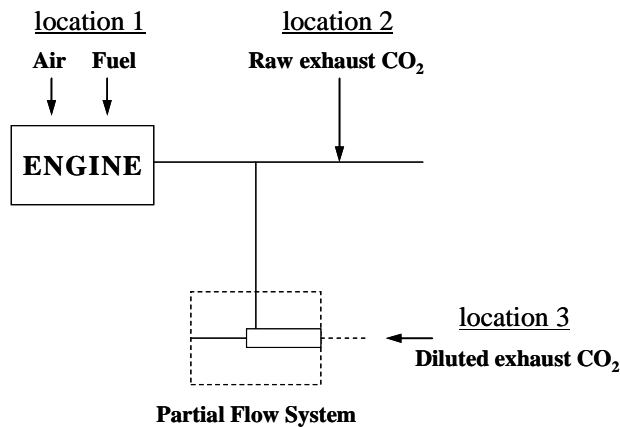 location 1
location 2
Air Fuel
Raw exhaust CO₂
ENGINE
location 3
Diluted exhaust CO₂
Partial Flow System